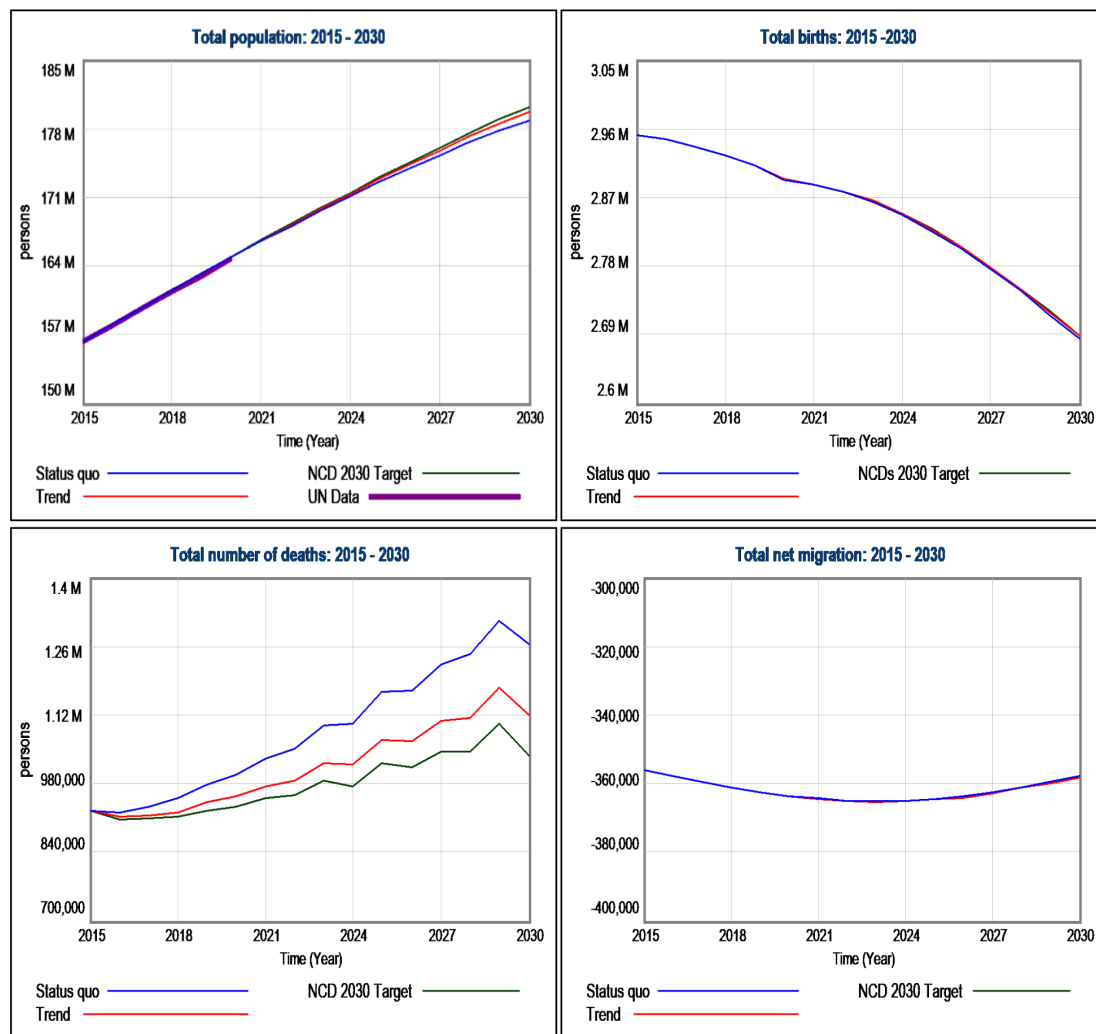 Total population: 2015 - 2030
185 M
178 M
171 M
164 M
157 M
150 M
persons
2015 2018 2021 2024 2027 2030
Time (Year)
Status quo NCD 2030 Target
Trend UN Data
Total births: 2015 -2030
3.05 M
2.96 M
2.87 M
2.78 M
2.69 M
2.6 M
2015 2018 2021 2024 2027 2030
Time (Year)
Status quo NCDs 2030 Target
Trend
Total number of deaths: 2015 - 2030
1.4 M
1.26 M
1.12 M
980,000
840,000
700,000
persons
2015 2018 2021 2024 2027 2030
Time (Year)
Status quo NCD 2030 Target
Trend
Total net migration: 2015 - 2030
-300,000
-320,000
-340,000
-360,000
-380,000
-400,000
2015 2018 2021 2024 2027 2030
Time (Year)
Status quo NCD 2030 Target
Trend